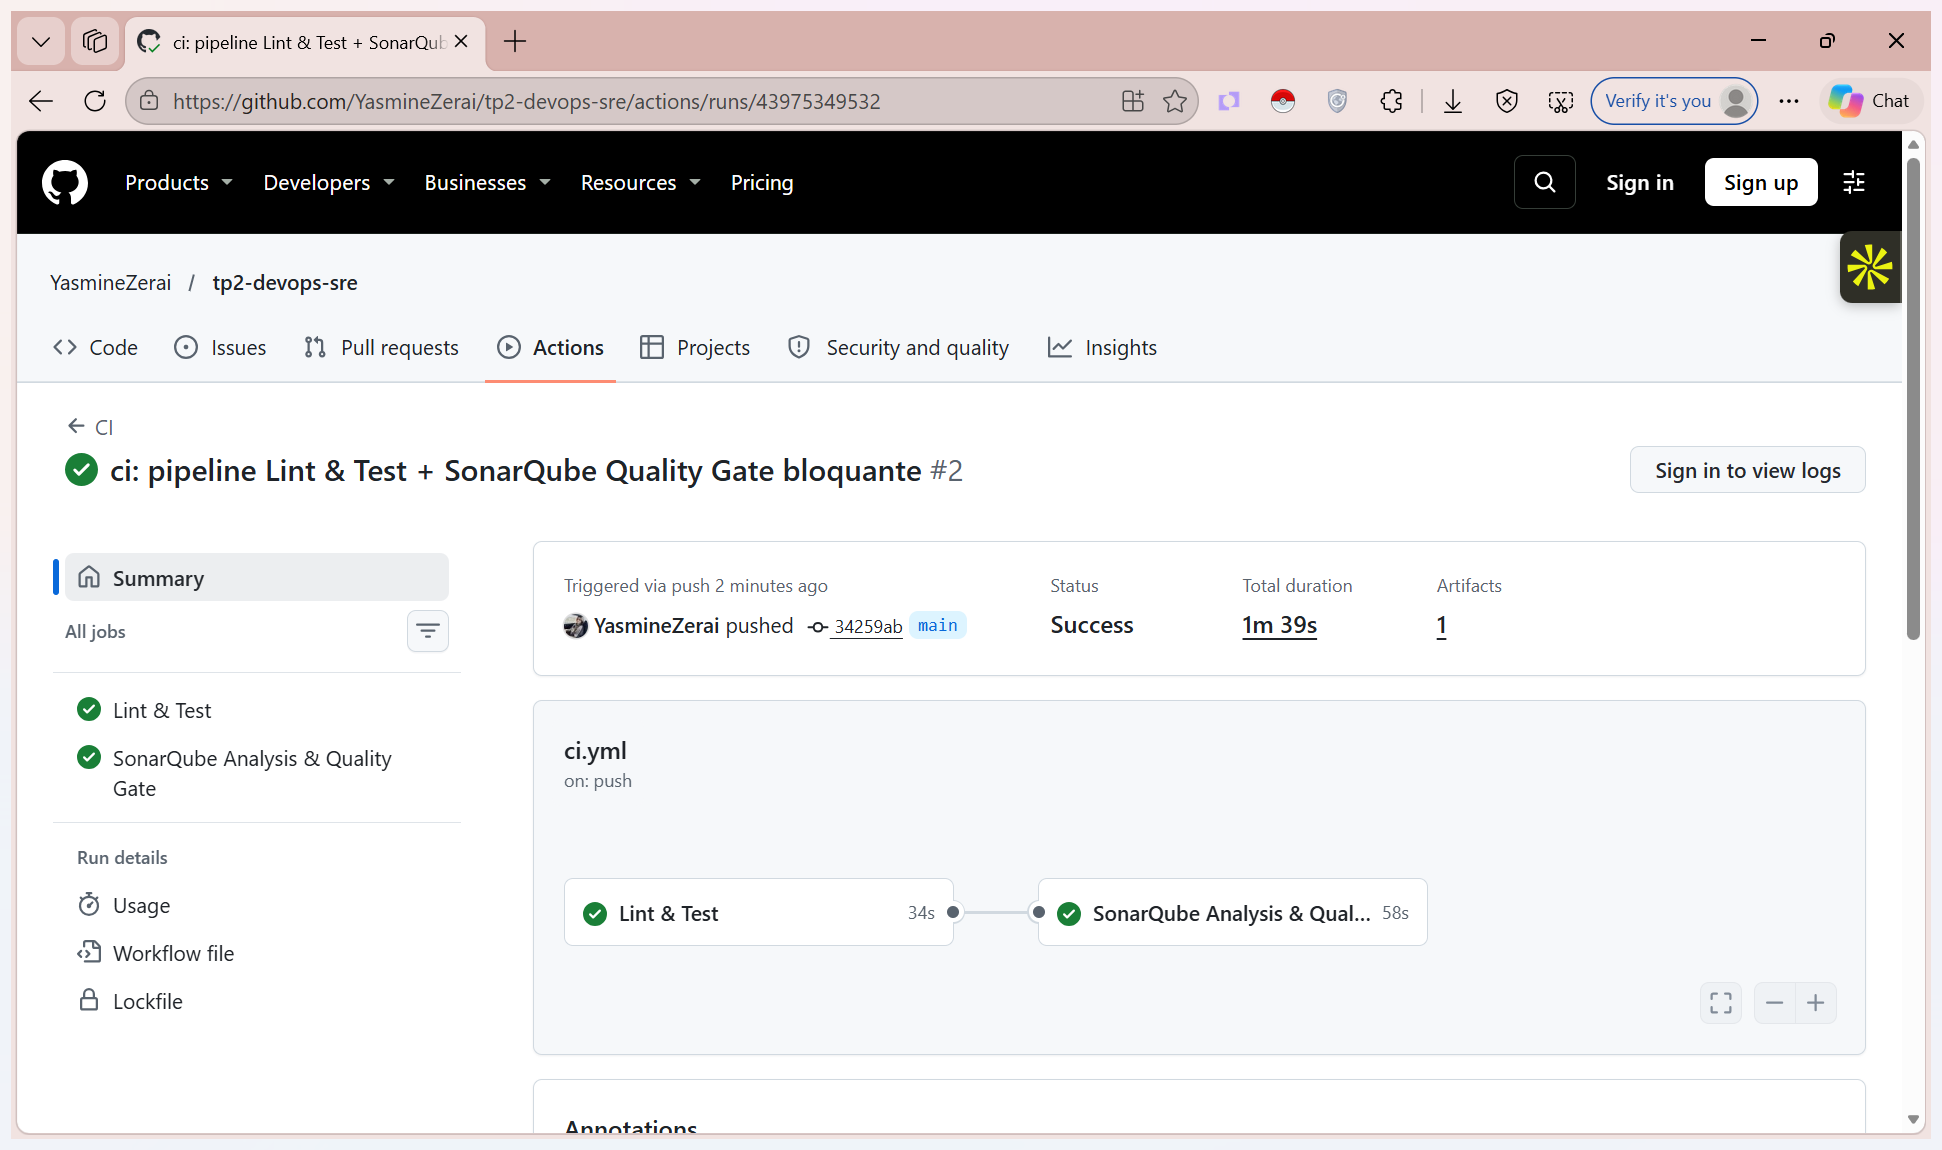 ci: pipeline Lint & Test + SonarQub
https://github.com/YasmineZerai/tp2-devops-sre/actions/runs/43975349532
Verify it's you
Chat
Products
Developers
Businesses
Resources
Pricing
Sign in
Sign up
YasmineZerai / tp2-devops-sre
Code
Issues
Pull requests
Actions
Projects
Security and quality
Insights
CI
ci: pipeline Lint & Test + SonarQube Quality Gate bloquante #2
Sign in to view logs
Summary
All jobs
Lint & Test
SonarQube Analysis & Quality
Gate
Run details
Usage
Workflow file
Lockfile
Triggered via push 2 minutes ago
YasmineZerai pushed 34259ab main
Status
Success
Total duration
1m 39s
Artifacts
1
ci.yml
on: push
Lint & Test 34s
SonarQube Analysis & Qual... 58s
Annotations